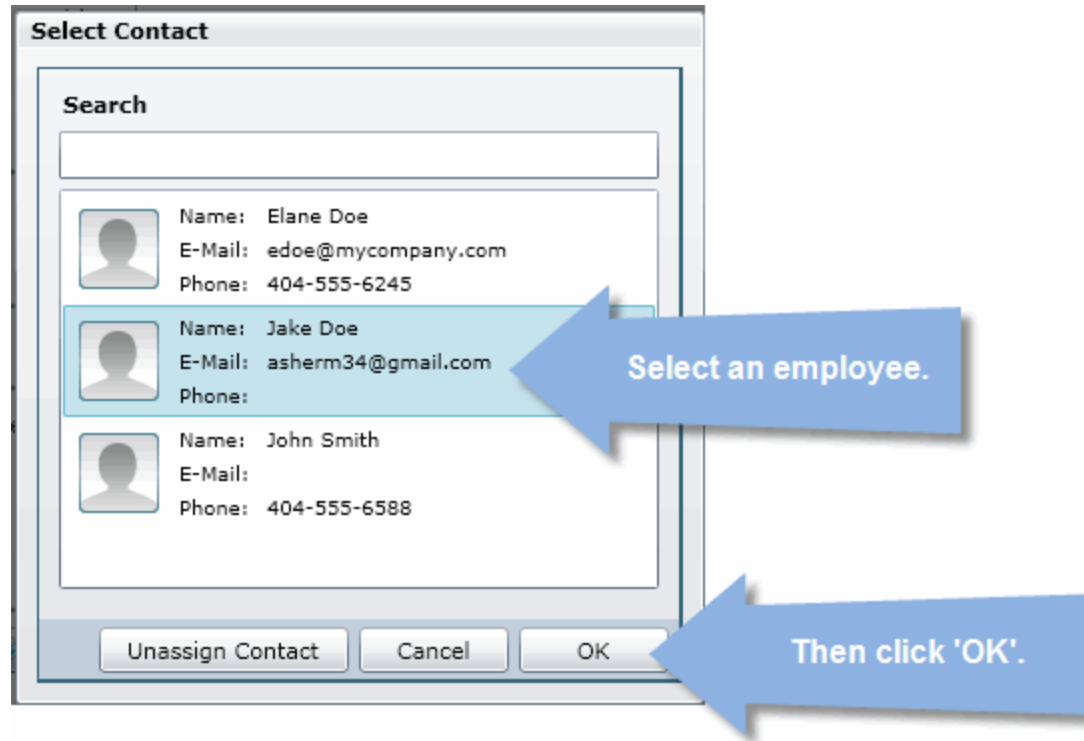 Select Contact
Search
Name: Elane Doe
E-Mail: edoe@mycompany.com
Phone: 404-555-6245
Name: Jake Doe
E-Mail: asherm34@gmail.com
Phone:
Select an employee.
Name: John Smith
E-Mail:
Phone: 404-555-6588
Unassign Contact Cancel OK
Then click 'OK'.